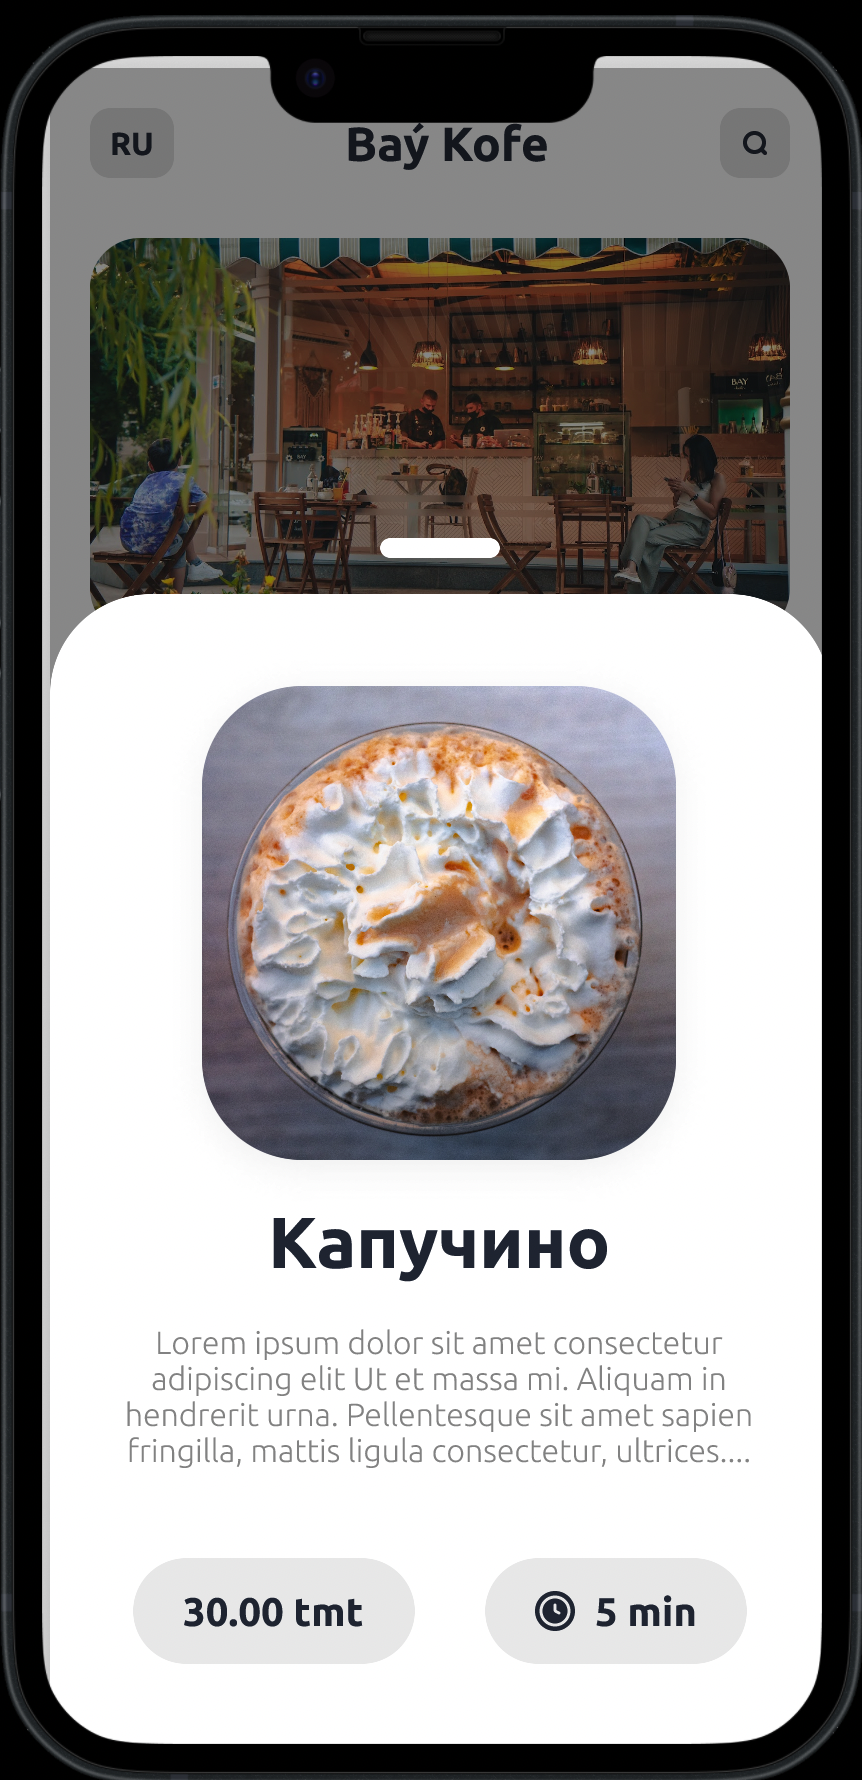 RU
Baý Kofe
BAY
Капучино
Lorem ipsum dolor sit amet consectetur
adipiscing elit Ut et massa mi. Aliquam in
hendrerit urna. Pellentesque sit amet sapien
fringilla, mattis ligula consectetur, ultrices....
30.00 tmt
5 min